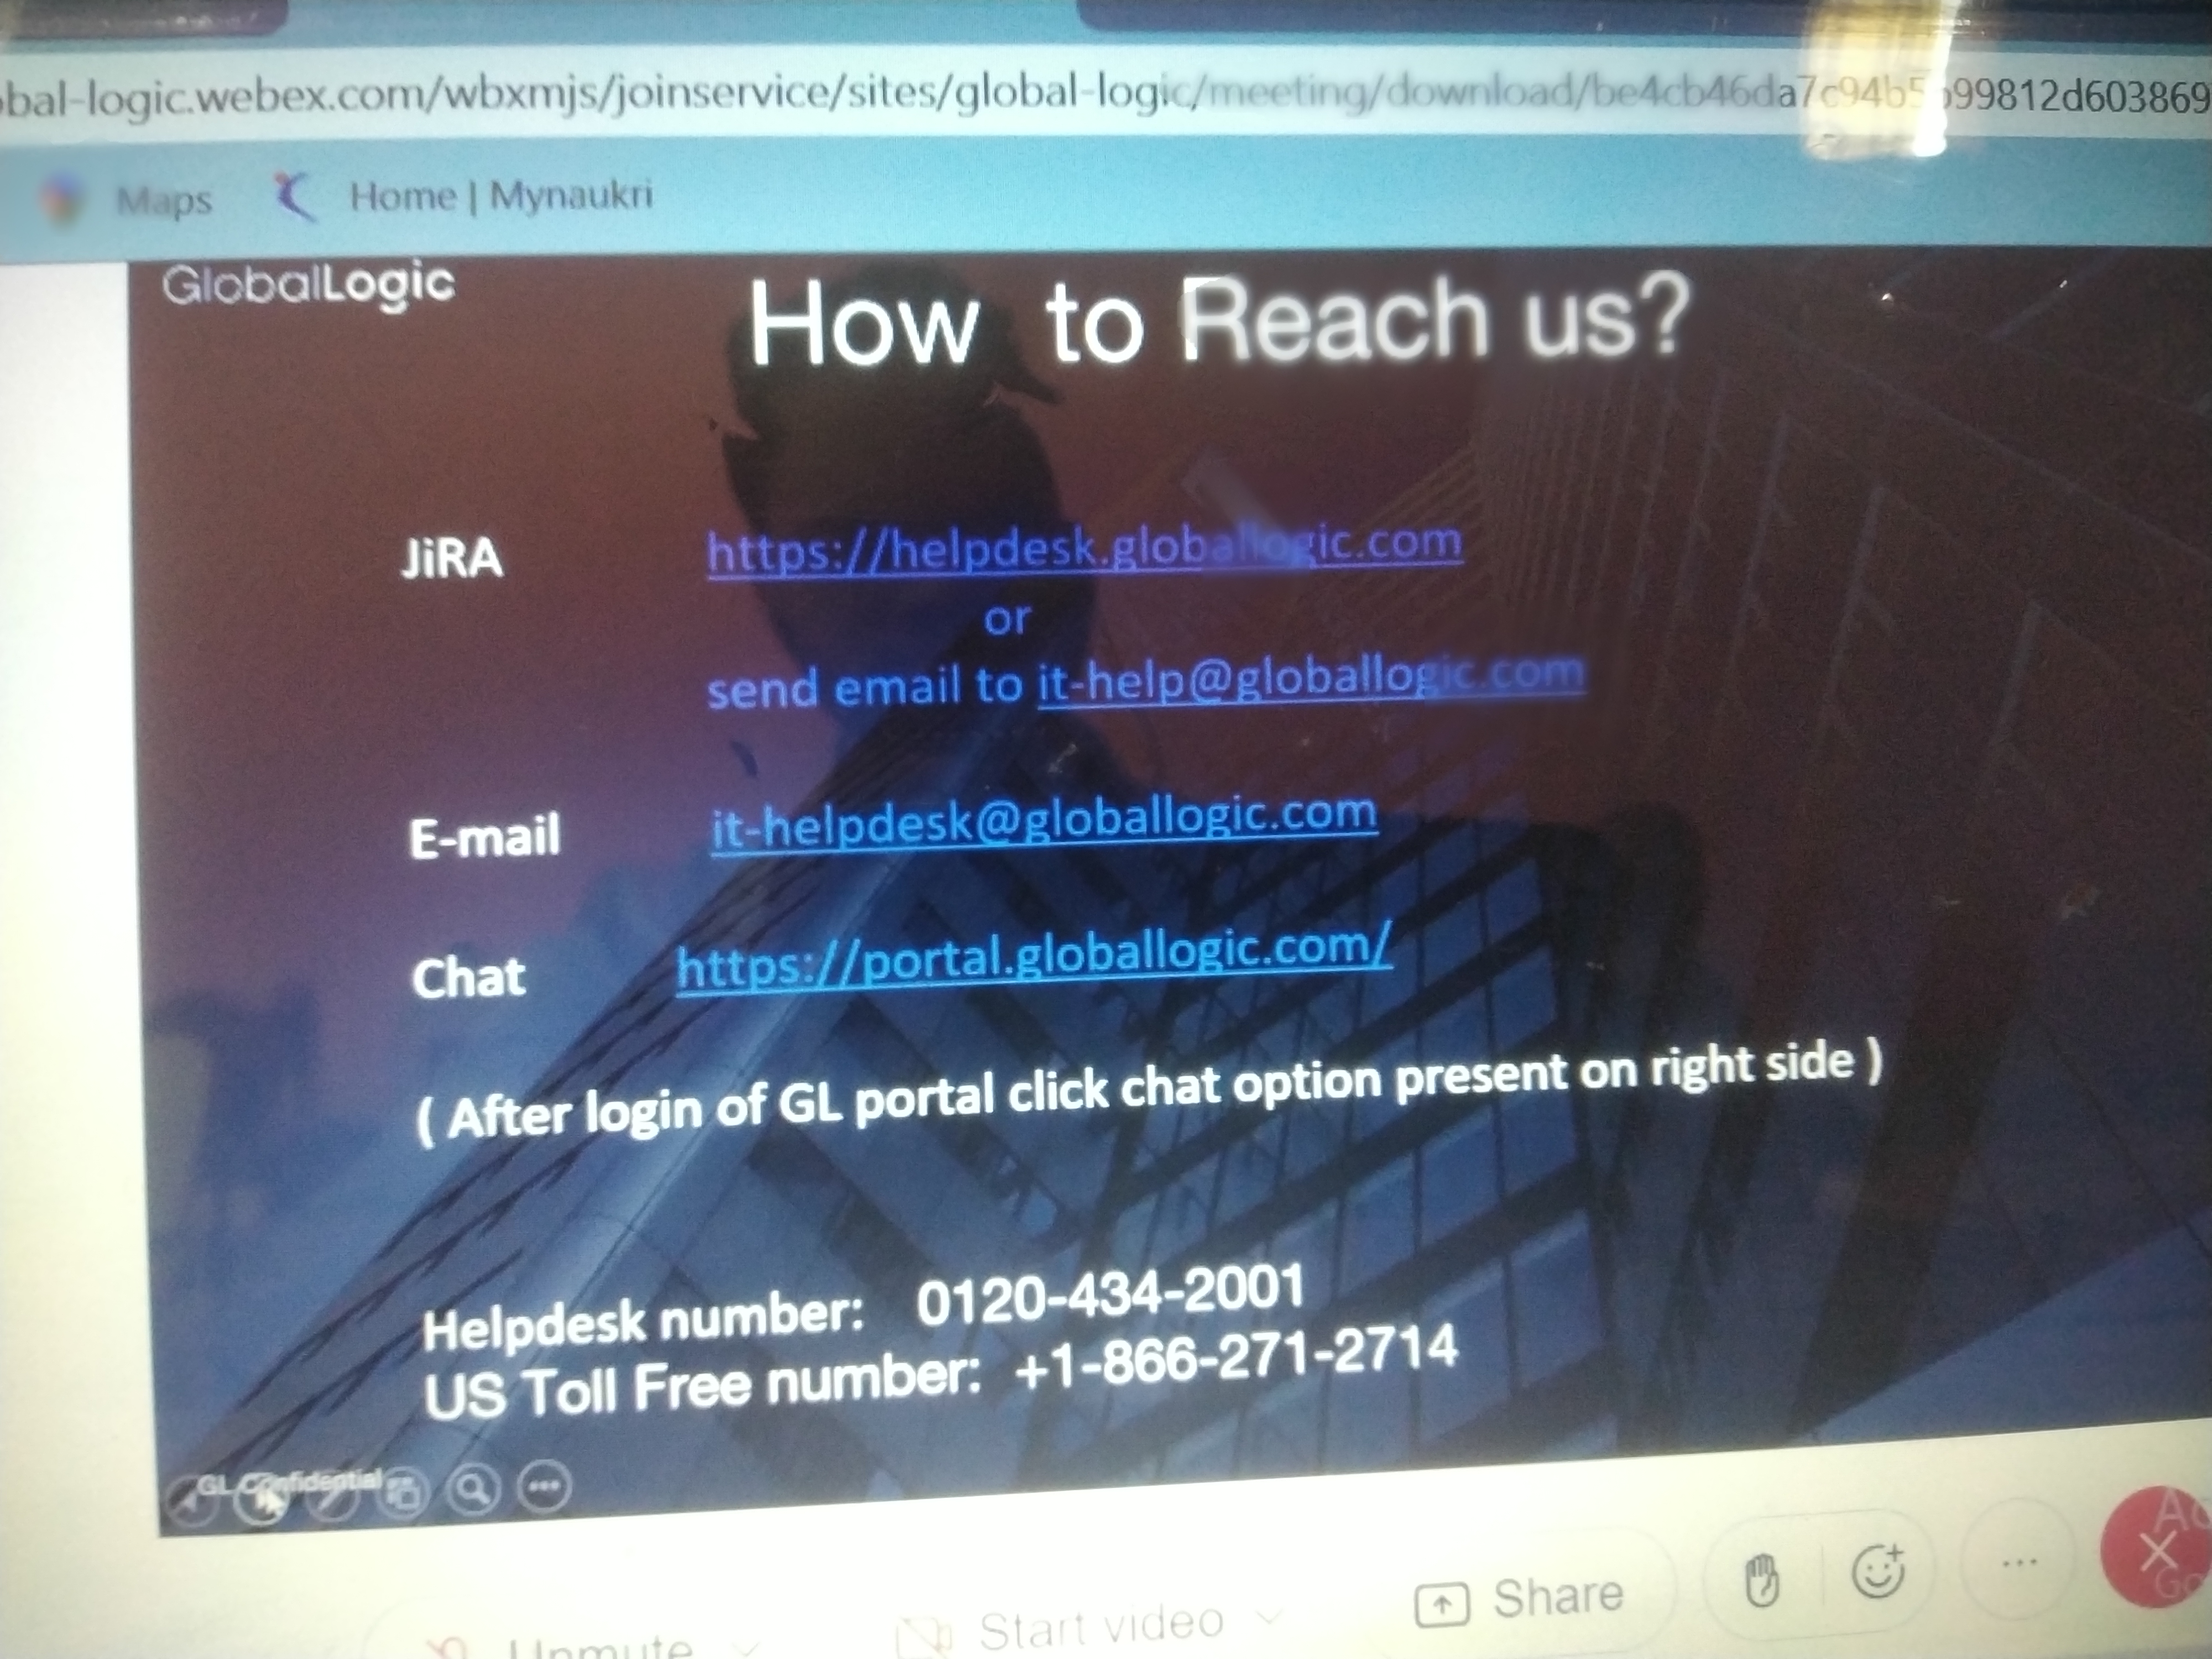 bal-logic.webex.com/wbxmjs/joinservice/sites/global-logic/meeting/download/be4cb46da7c94b5b99812d603869
Maps Home | Mynaukri
GlobalLogic
How to Reach us?
JiRA https://helpdesk.globallogic.com
or
send email to it-help@globallogic.com
E-mail it-helpdesk@globallogic.com
Chat https://portal.globallogic.com/
( After login of GL portal click chat option present on right side )
Helpdesk number: 0120-434-2001
US Toll Free number: +1-866-271-2714
GL Confidential
Unmute Start video Share